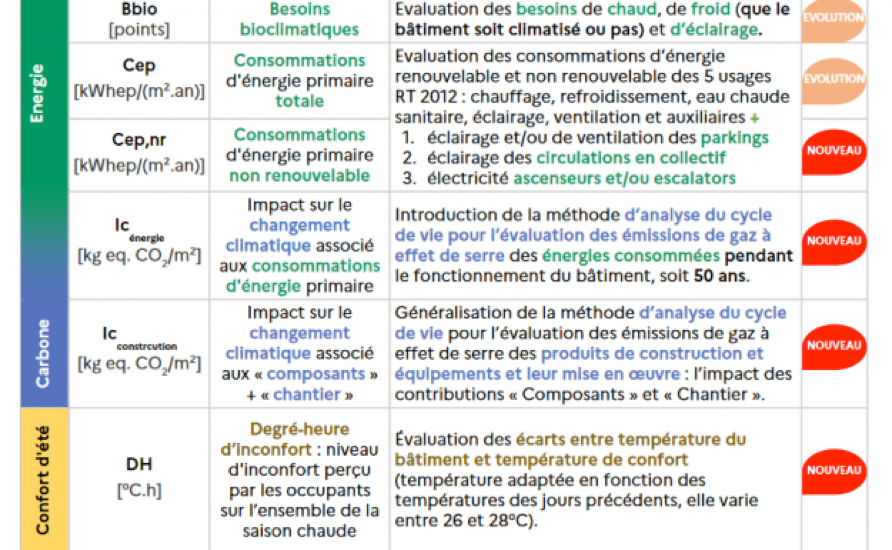 Energie
Bbio
[points]
Besoins
bioclimatiques
Evaluation des besoins de chaud, de froid (que le
bâtiment soit climatisé ou pas) et d'éclairage.
EVOLUTION
Cep
[kWhep/(m².an)]
Consommations
d'énergie primaire
totale
Evaluation des consommations d'énergie
renouvelable et non renouvelable des 5 usages
RT 2012 : chauffage, refroidissement, eau chaude
sanitaire, éclairage, ventilation et auxiliaires +
1. éclairage et/ou de ventilation des parkings
2. éclairage des circulations en collectif
3. électricité ascenseurs et/ou escalators
EVOLUTION
Cep,nr
[kWhep/(m².an)]
Consommations
d'énergie primaire
non renouvelable
NOUVEAU
Carbone
Ic énergie
[kg eq. CO2/m²]
Impact sur le
changement
climatique associé
aux consommations
d'énergie primaire
Introduction de la méthode d'analyse du cycle
de vie pour l'évaluation des émissions de gaz à
effet de serre des énergies consommées pendant
le fonctionnement du bâtiment, soit 50 ans.
NOUVEAU
Ic constrcution
[kg eq. CO2/m²]
Impact sur le
changement
climatique associé
aux « composants »
+ « chantier »
Généralisation de la méthode d'analyse du cycle
de vie pour l'évaluation des émissions de gaz à
effet de serre des produits de construction et
équipements et leur mise en œuvre : l'impact des
contributions « Composants » et « Chantier ».
NOUVEAU
Confort d'été
DH
[°C.h]
Degré-heure
d'inconfort : niveau
d'inconfort perçu
par les occupants
sur l'ensemble de la
saison chaude
Évaluation des écarts entre température du
bâtiment et température de confort
(température adaptée en fonction des
températures des jours précédents, elle varie
entre 26 et 28°C).
NOUVEAU